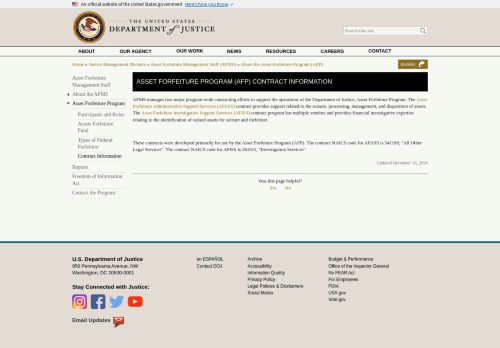 An official website of the United States government Here's how you know
THE UNITED STATES
DEPARTMENT of JUSTICE
Search this site
ABOUT OUR AGENCY OUR WORK NEWS RESOURCES CAREERS CONTACT
Home » Justice Management Division » Asset Forfeiture Management Staff (AFMS) » About the Asset Forfeiture Program (AFP)
SHARE
Asset Forfeiture
Management Staff
About the AFMS
Asset Forfeiture Program
Participants and Roles
Assets Forfeiture
Fund
Types of Federal
Forfeiture
Contract Information
Reports
Freedom of Information
Act
Contact the Program
ASSET FORFEITURE PROGRAM (AFP) CONTRACT INFORMATION
AFMS manages two major program-wide contracting efforts to support the operations of the Department of Justice, Asset Forfeiture Program. The Asset
Forfeiture Administrative Support Services (AFASS) contract provides support related to the seizure, processing, management, and disposition of assets.
The Asset Forfeiture Investigative Support Services (AFISS) contract program has multiple vendors and provides financial investigative expertise
relating to the identification of valued assets for seizure and forfeiture.
These contracts were developed primarily for use by the Asset Forfeiture Program (AFP). The contract NAICS code for AFASS is 541199, "All Other
Legal Services". The contract NAICS code for AFISS is 561611, "Investigation Services".
Updated December 16, 2020
Was this page helpful?
Yes No
U.S. Department of Justice
950 Pennsylvania Avenue, NW
Washington, DC 20530-0001
Stay Connected with Justice:
Email Updates
en ESPAÑOL
Contact DOJ
Archive
Accessibility
Information Quality
Privacy Policy
Legal Policies & Disclaimers
Social Media
Budget & Performance
Office of the Inspector General
No FEAR Act
For Employees
FOIA
USA.gov
Vote.gov